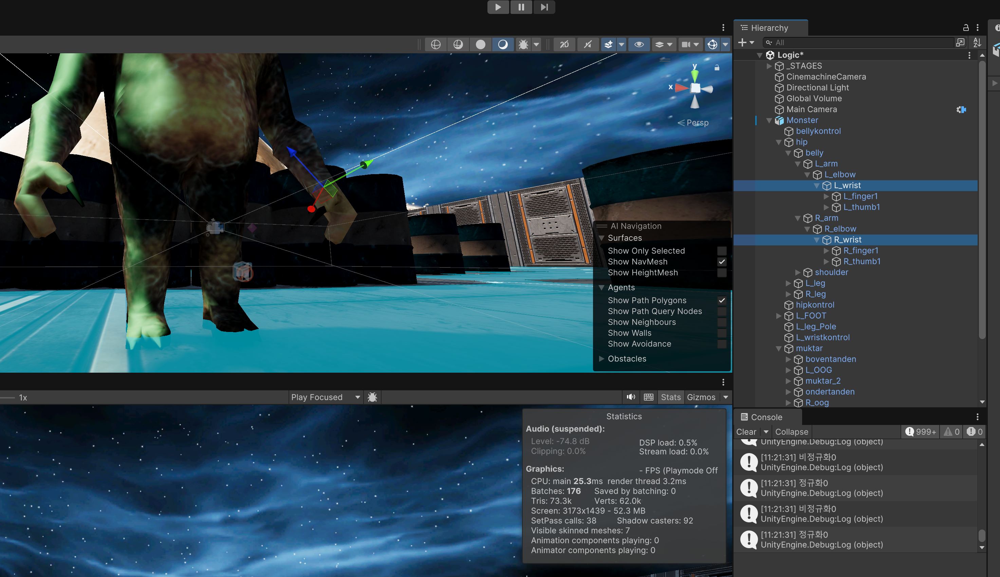 Hierarchy
All
Logic*
_STAGES
CinemachineCamera
Directional Light
Global Volume
Main Camera
Monster
bellykontrol
hip
belly
L_arm
L_elbow
L_wrist
L_finger1
L_thumb1
R_arm
R_elbow
R_wrist
R_finger1
R_thumb1
shoulder
L_leg
R_leg
hipkontrol
L_FOOT
L_leg_Pole
L_wristkontrol
muktar
boventanden
L_OOG
muktar_2
ondertanden
R_oog
2D
y
x
Persp
AI Navigation
Surfaces
Show Only Selected
Show NavMesh
Show HeightMesh
Agents
Show Path Polygons
Show Path Query Nodes
Show Neighbours
Show Walls
Show Avoidance
Obstacles
1x
Play Focused
Stats
Gizmos
Statistics
Audio (suspended):
Level: -74.8 dB
DSP load: 0.5%
Clipping: 0.0%
Stream load: 0.0%
Graphics:
- FPS (Playmode Off
CPU: main 25.3ms render thread 3.2ms
Batches: 176 Saved by batching: 0
Tris: 73.3k Verts: 62.0k
Screen: 3173x1439 - 52.3 MB
SetPass calls: 38 Shadow casters: 92
Visible skinned meshes: 7
Animation components playing: 0
Animator components playing: 0
Console
Clear
Collapse
999+
0
0
UnityEngine.Debug:Log (object)
[11:21:31] 비정규화0
UnityEngine.Debug:Log (object)
[11:21:31] 정규화0
UnityEngine.Debug:Log (object)
[11:21:31] 비정규화0
UnityEngine.Debug:Log (object)
[11:21:31] 정규화0
UnityEngine.Debug:Log (object)